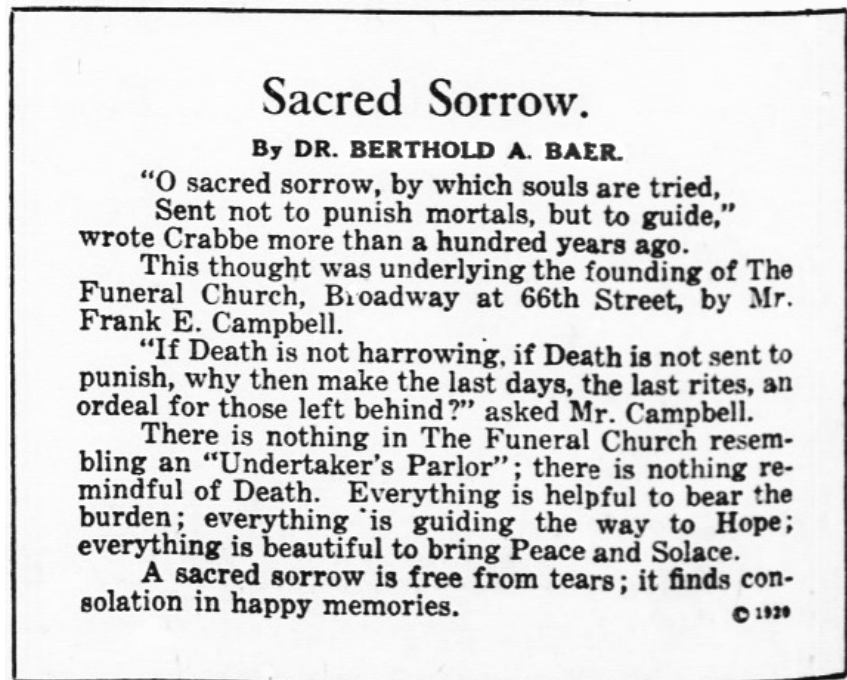 Sacred Sorrow.
By DR. BERTHOLD A. BAER.
"O sacred sorrow, by which souls are tried,
Sent not to punish mortals, but to guide,"
wrote Crabbe more than a hundred years ago.
This thought was underlying the founding of The
Funeral Church, Broadway at 66th Street, by Mr.
Frank E. Campbell.
"If Death is not harrowing, if Death is not sent to
punish, why then make the last days, the last rites, an
ordeal for those left behind?" asked Mr. Campbell.
There is nothing in The Funeral Church resem-
bling an "Undertaker's Parlor"; there is nothing re-
mindful of Death. Everything is helpful to bear the
burden; everything is guiding the way to Hope;
everything is beautiful to bring Peace and Solace.
A sacred sorrow is free from tears; it finds con-
solation in happy memories.
©